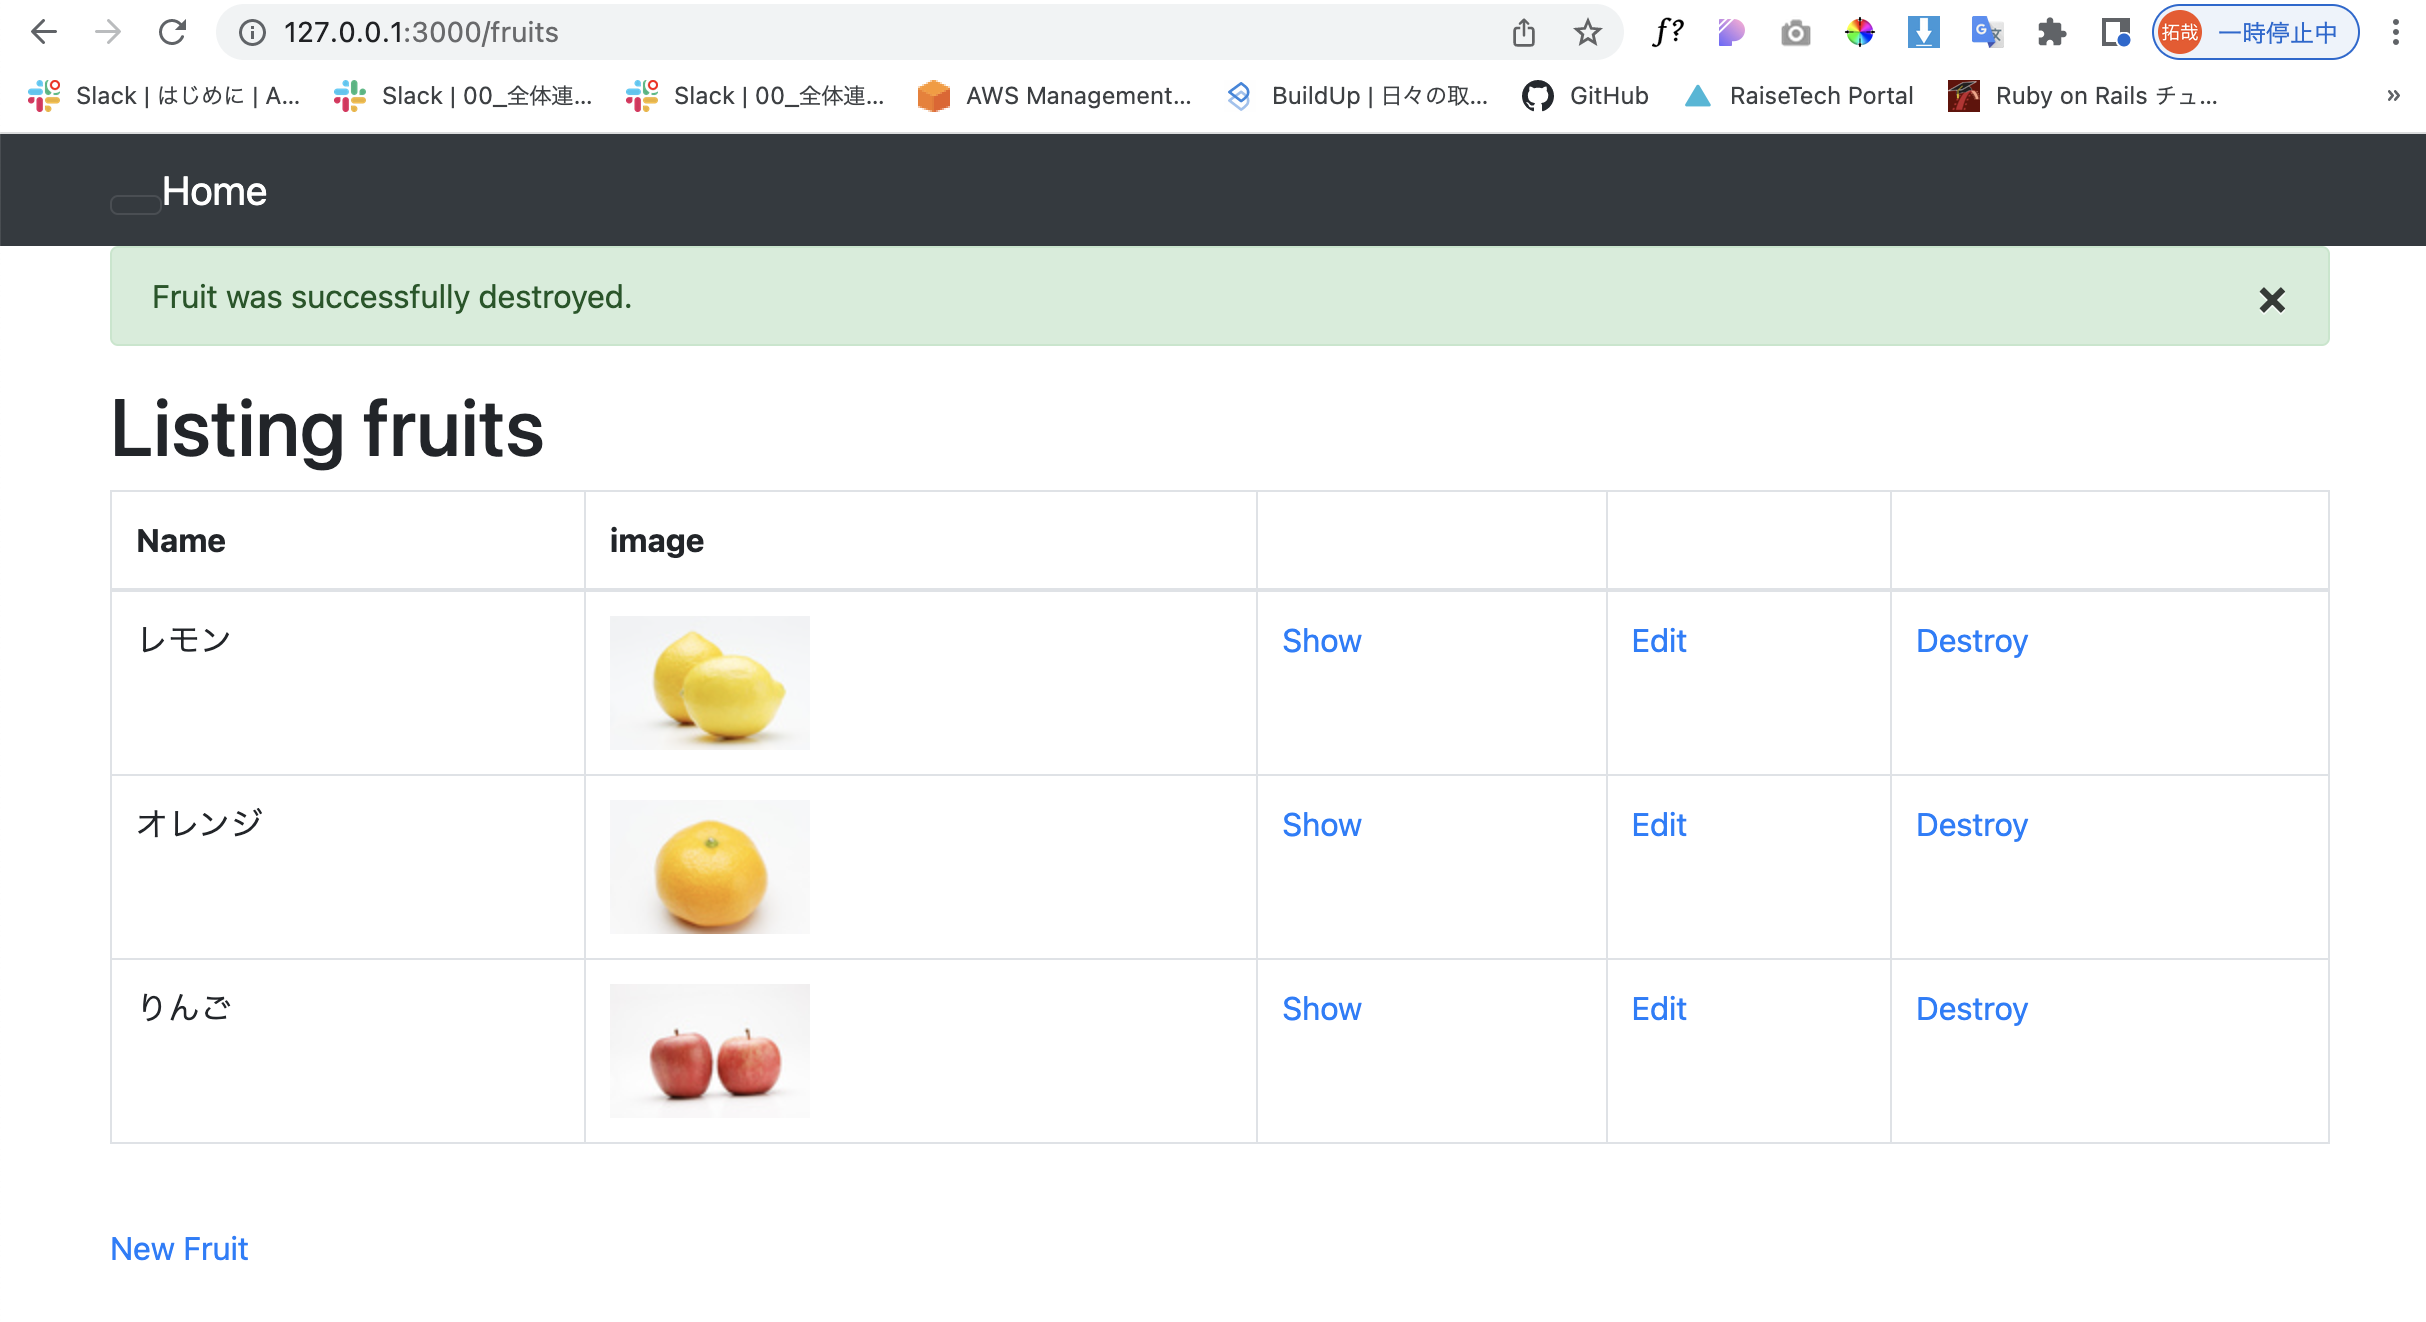 127.0.0.1:3000/fruits
拓哉 一時停止中
Slack | はじめに | A... Slack | 00_全体連... Slack | 00_全体連... AWS Management... BuildUp | 日々の取... GitHub RaiseTech Portal Ruby on Rails チュ... »
Home
Fruit was successfully destroyed. ×
Listing fruits
Name image
レモン Show Edit Destroy
オレンジ Show Edit Destroy
りんご Show Edit Destroy
New Fruit